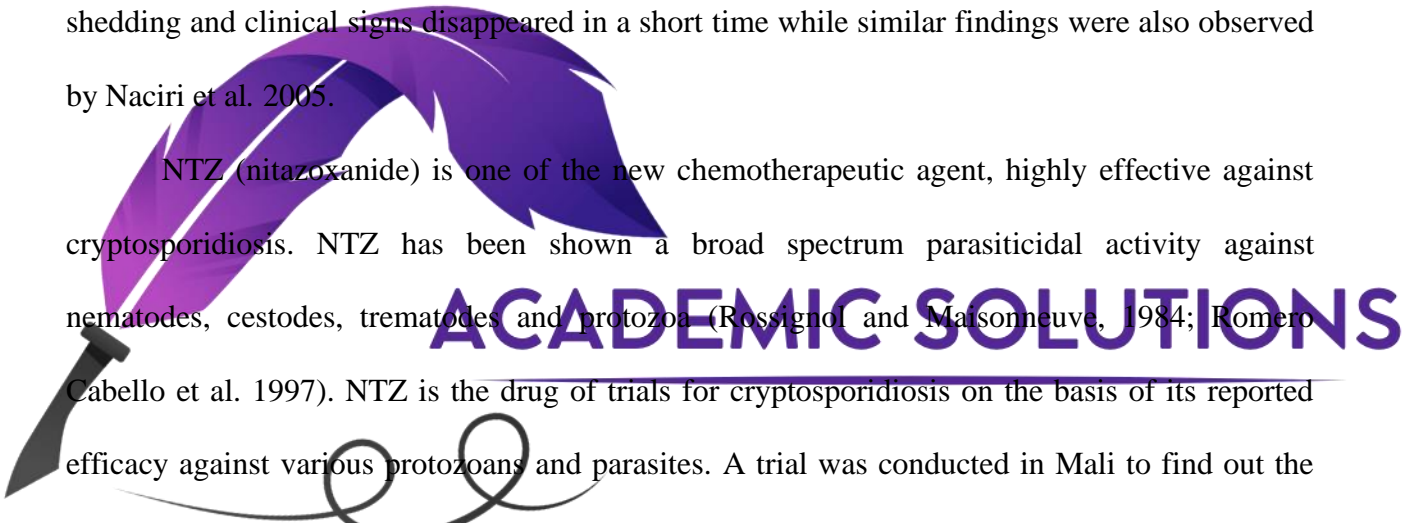 shedding and clinical signs disappeared in a short time while similar findings were also observed
by Naciri et al. 2005.
NTZ (nitazoxanide) is one of the new chemotherapeutic agent, highly effective against
cryptosporidiosis. NTZ has been shown a broad spectrum parasiticidal activity against
nematodes, cestodes, trematodes and protozoa (Rossignol and Maisonneuve, 1984; Romero
ACADEMIC SOLUTIONS
Cabello et al. 1997). NTZ is the drug of trials for cryptosporidiosis on the basis of its reported
efficacy against various protozoans and parasites. A trial was conducted in Mali to find out the